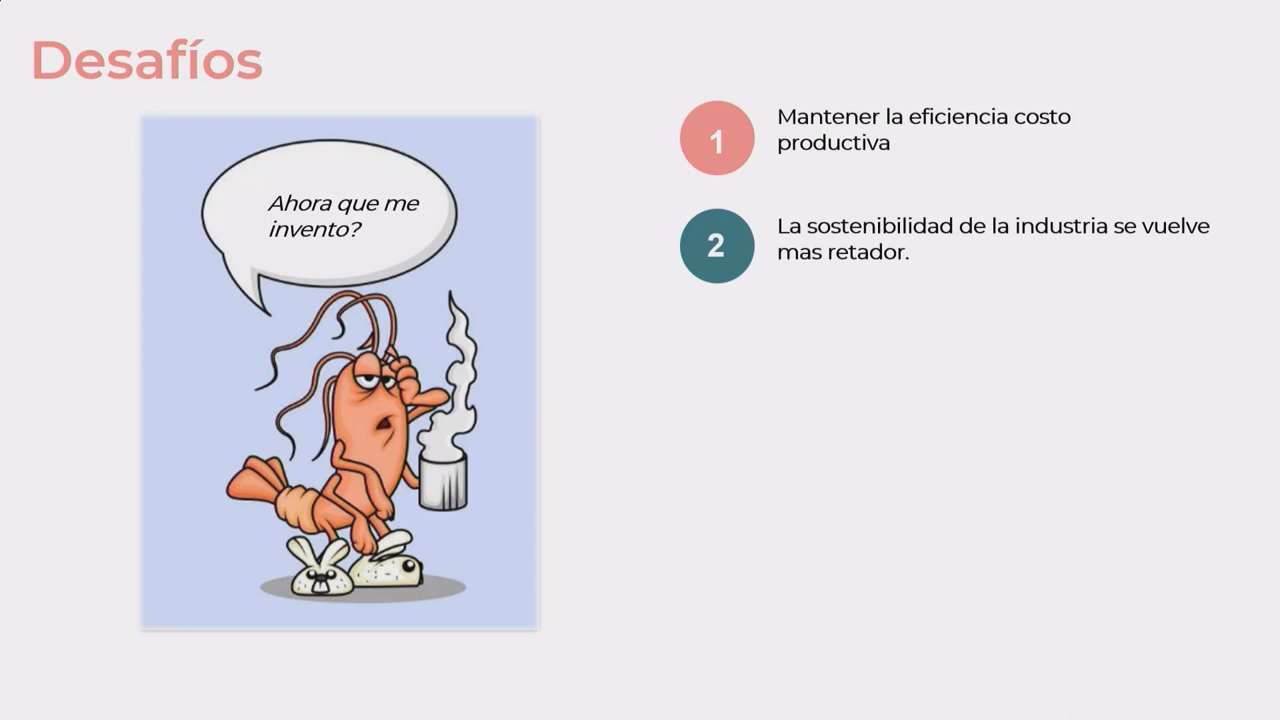 Desafíos
Ahora que me
invento?
1
Mantener la eficiencia costo
productiva
2
La sostenibilidad de la industria se vuelve
mas retador.